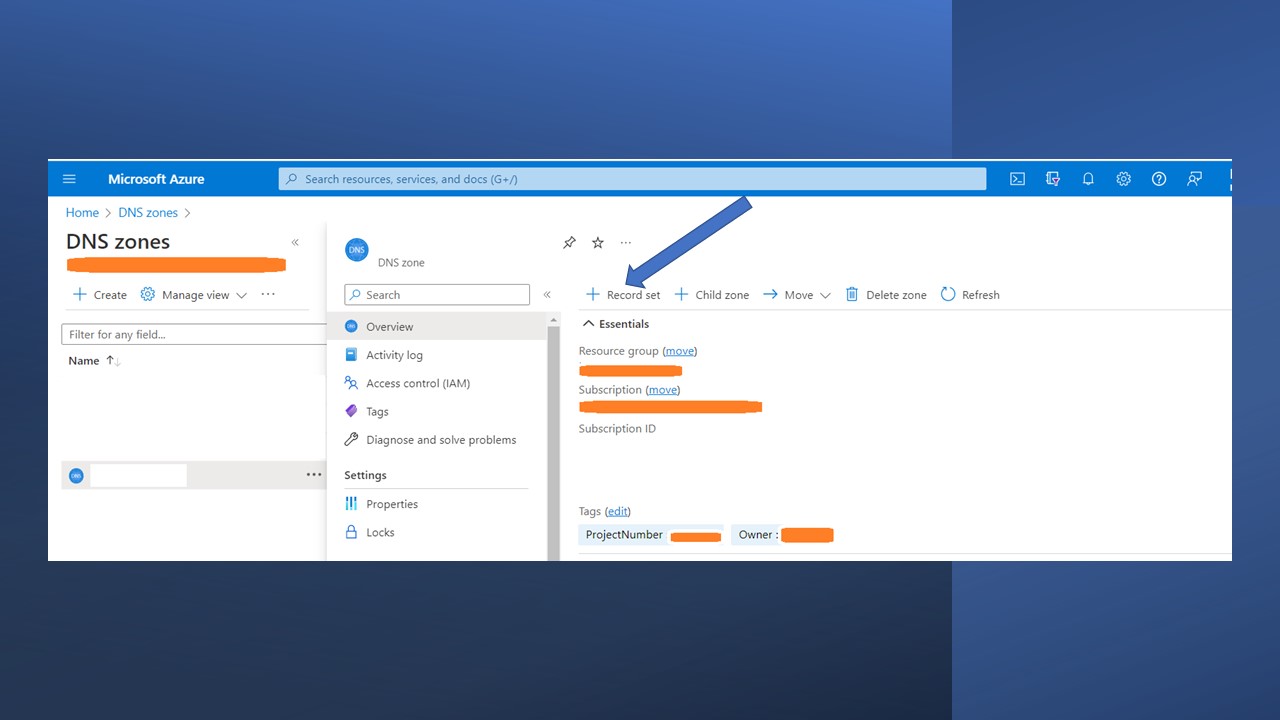 Microsoft Azure
Search resources, services, and docs (G+/)
Home > DNS zones >
DNS zones
+ Create
Manage view
Filter for any field...
Name
DNS
DNS
DNS zone
Search
Overview
Activity log
Access control (IAM)
Tags
Diagnose and solve problems
Settings
Properties
Locks
+ Record set
+ Child zone
Move
Delete zone
Refresh
Essentials
Resource group (move)
Subscription (move)
Subscription ID
Tags (edit)
ProjectNumber
Owner :